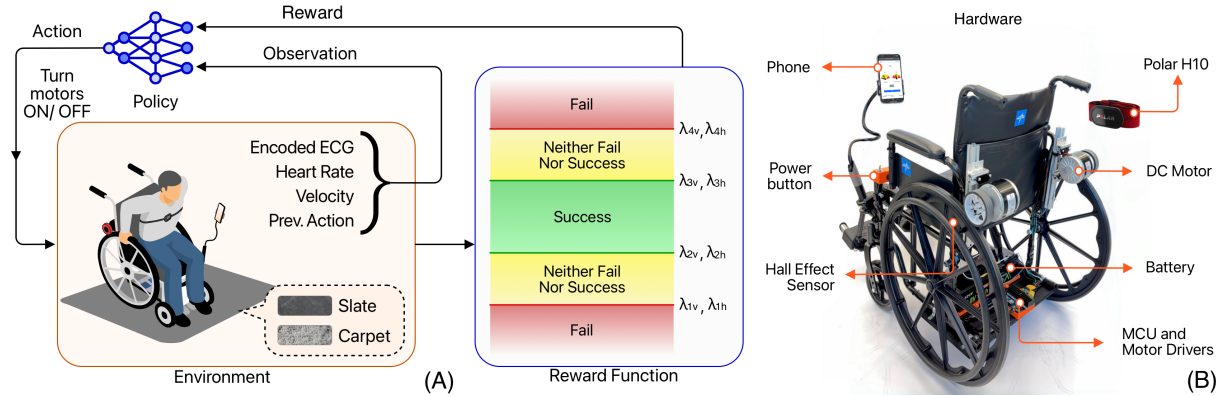 Action
Reward
Observation
Turn
motors
ON/ OFF
Policy
Encoded ECG
Heart Rate
Velocity
Prev. Action
Slate
Carpet
Environment
(A)
Fail
λ4v, λ4h
Neither Fail
Nor Success
λ3v, λ3h
Success
λ2v, λ2h
Neither Fail
Nor Success
λ1v, λ1h
Fail
Reward Function
Hardware
Phone
Polar H10
POLAR
Power
button
DC Motor
Hall Effect
Sensor
Battery
MCU and
Motor Drivers
(B)